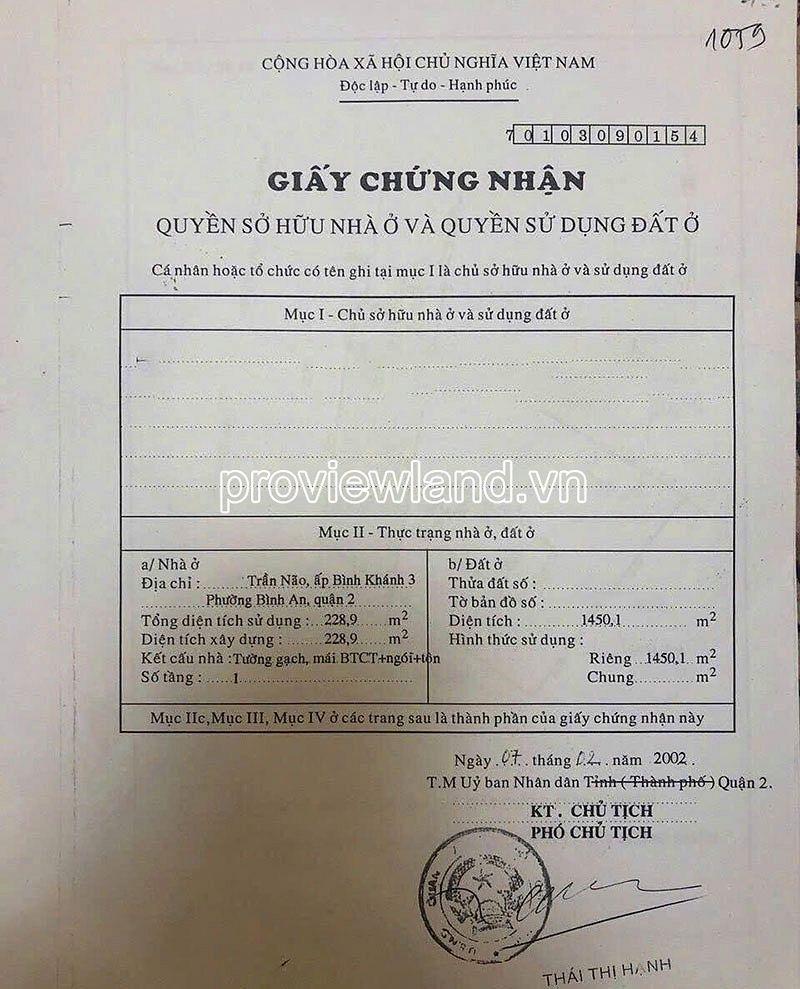 1059
CỘNG HÒA XÃ HỘI CHỦ NGHĨA VIỆT NAM
Độc lập - Tự do - Hạnh phúc
70103090154
GIẤY CHỨNG NHẬN
QUYỀN SỞ HỮU NHÀ Ở VÀ QUYỀN SỬ DỤNG ĐẤT Ở
Cá nhân hoặc tổ chức có tên ghi tại mục I là chủ sở hữu nhà ở và sử dụng đất ở
Mục I - Chủ sở hữu nhà ở và sử dụng đất ở
proviewland.vn
Mục II - Thực trạng nhà ở, đất ở
a/ Nhà ở
Địa chỉ : Trần Não, ấp Bình Khánh 3
Phường Bình An, quận 2
Tổng diện tích sử dụng : 228,9 m2
Diện tích xây dựng : 228,9 m2
Kết cấu nhà : Tường gạch, mái BTCT+ngói+tôn
Số tầng : 1
b/ Đất ở
Thửa đất số :
Tờ bản đồ số :
Diện tích : 1450,1 m2
Hình thức sử dụng :
Riêng 1450,1 m2
Chung m2
Mục IIc, Mục III, Mục IV ở các trang sau là thành phần của giấy chứng nhận này
Ngày 07 tháng 02 năm 2002
T.M Uỷ ban Nhân dân Tỉnh ( Thành phố ) Quận 2.
KT . CHỦ TỊCH
PHÓ CHỦ TỊCH
QUẬN
THÁI THỊ HẠNH